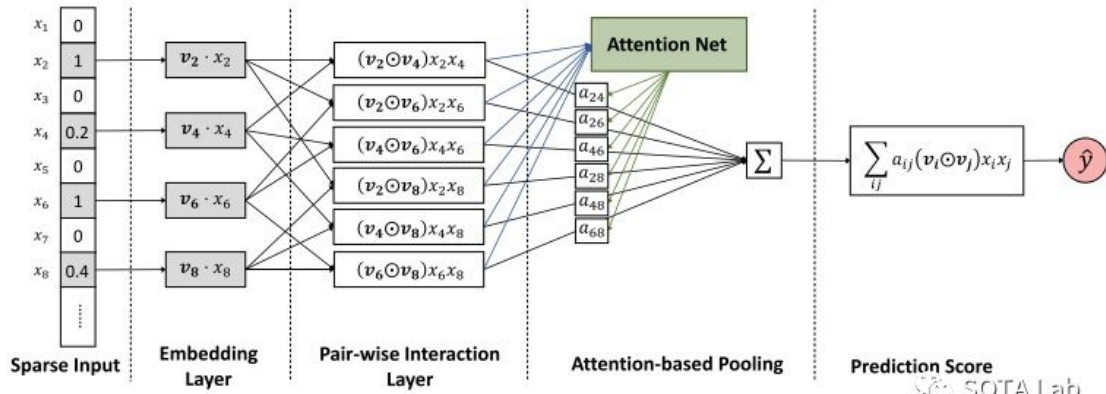 x₁ 0
x₂ 1
x₃ 0
x₄ 0.2
x₅ 0
x₆ 1
x₇ 0
x₈ 0.4
......
v₂ · x₂
v₄ · x₄
v₆ · x₆
v₈ · x₈
(v₂⊙v₄)x₂x₄
(v₂⊙v₆)x₂x₆
(v₄⊙v₆)x₄x₆
(v₂⊙v₈)x₂x₈
(v₄⊙v₈)x₄x₈
(v₆⊙v₈)x₆x₈
Attention Net
a₂₄
a₂₆
a₄₆
a₂₈
a₄₈
a₆₈
∑
∑ᵢⱼ aᵢⱼ(vᵢ⊙vⱼ)xᵢxⱼ
ŷ
Sparse Input
Embedding
Layer
Pair-wise Interaction
Layer
Attention-based Pooling
Prediction Score
SOTA Lab